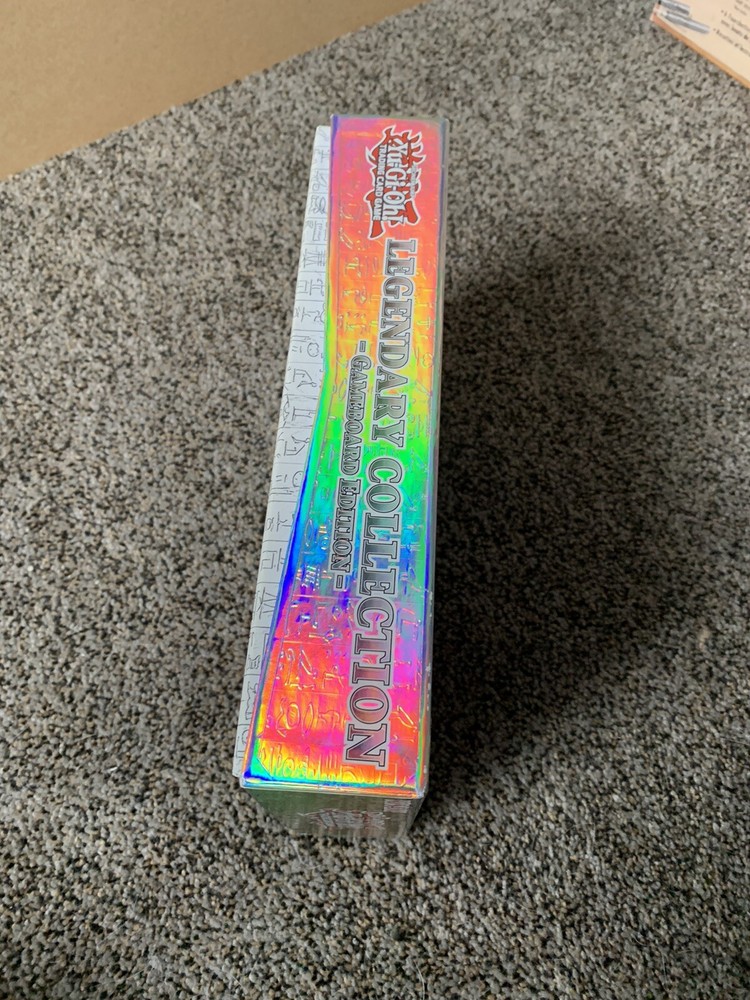 Yu-Gi-Oh!
TRADING CARD GAME
LEGENDARY COLLECTION
- GAMEBOARD EDITION -